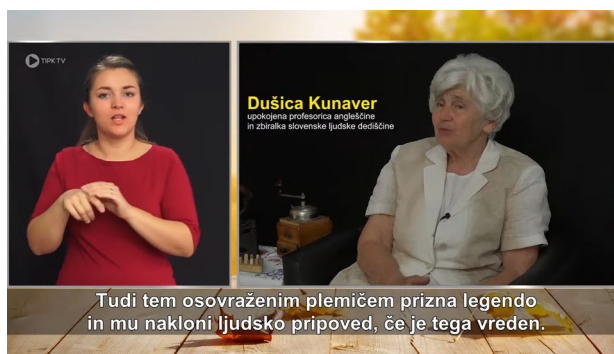 TIPK TV
Dušica Kunaver
upokojena profesorica angleščine
in zbiralka slovenske ljudske dediščine
Tudi tem osovraženim plemičem prizna legendo
in mu nakloni ljudsko pripoved, če je tega vreden.